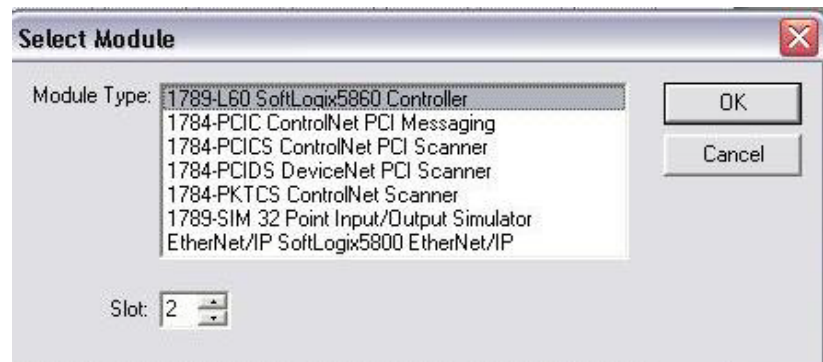 Select Module
Module Type:
1789-L60 SoftLogix5860 Controller
1784-PCIC ControlNet PCI Messaging
1784-PCICS ControlNet PCI Scanner
1784-PCIDS DeviceNet PCI Scanner
1784-PKTCS ControlNet Scanner
1789-SIM 32 Point Input/Output Simulator
EtherNet/IP SoftLogix5800 EtherNet/IP
OK
Cancel
Slot: 2